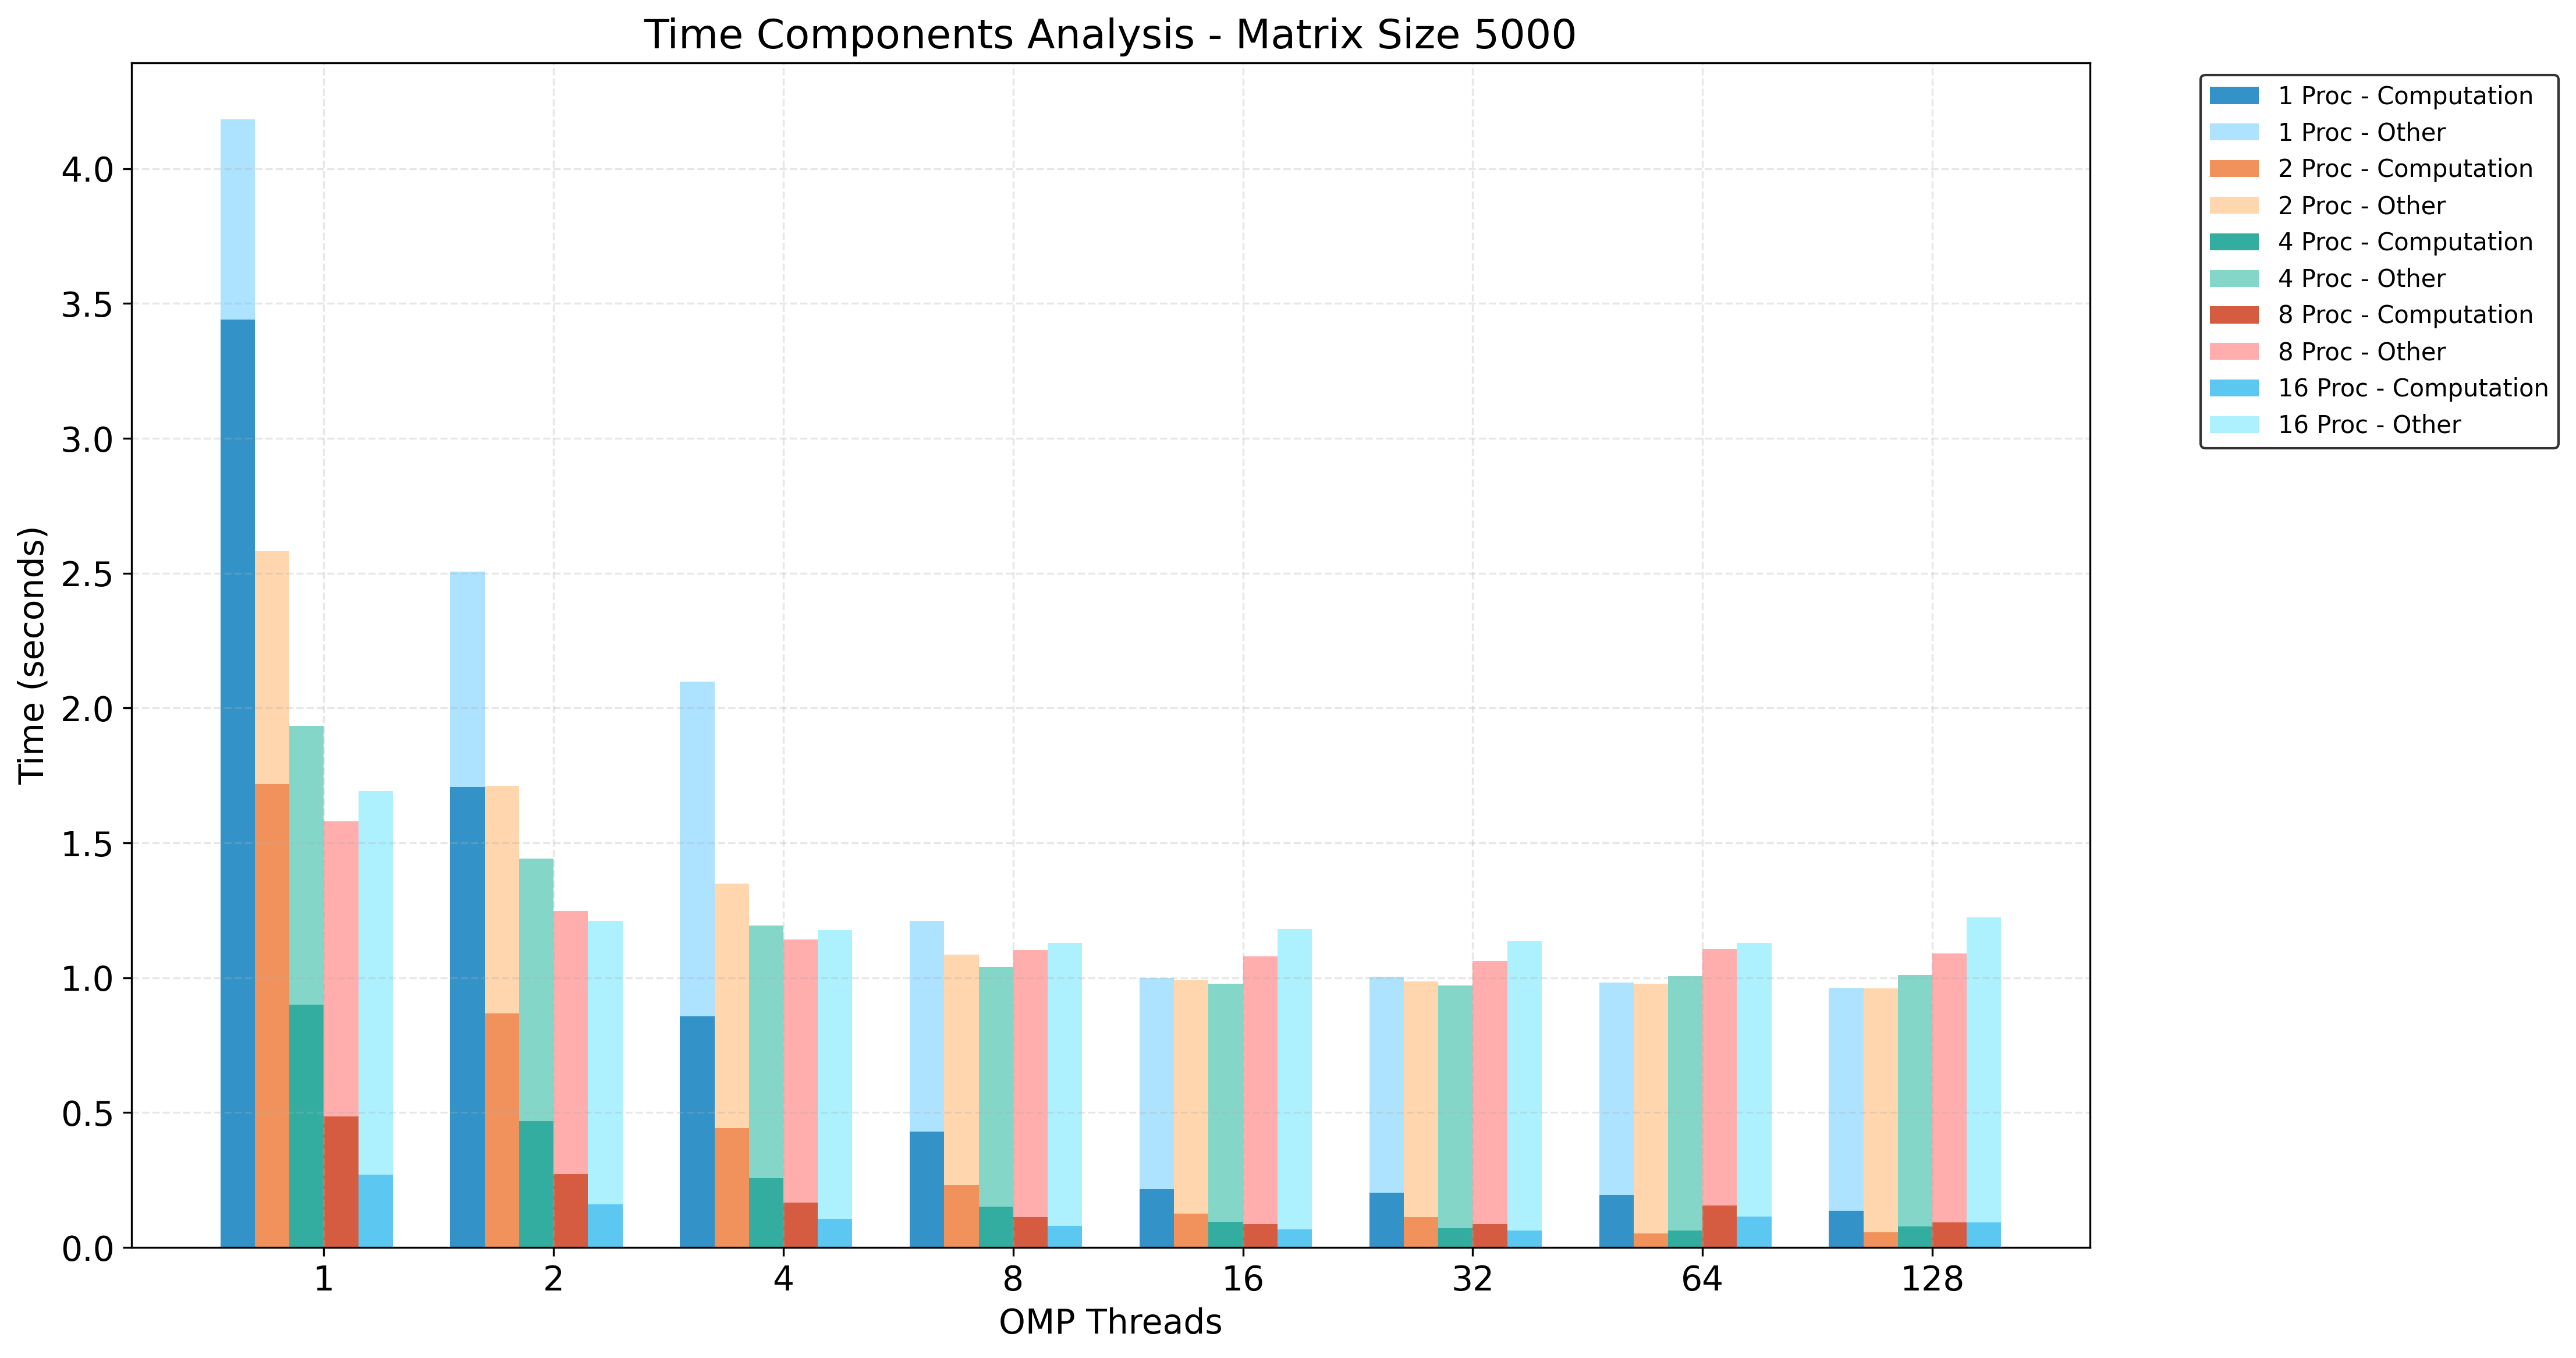 Time Components Analysis - Matrix Size 5000
1 Proc - Computation
1 Proc - Other
2 Proc - Computation
2 Proc - Other
4 Proc - Computation
4 Proc - Other
8 Proc - Computation
8 Proc - Other
16 Proc - Computation
16 Proc - Other
Time (seconds)
4.0
3.5
3.0
2.5
2.0
1.5
1.0
0.5
0.0
1 2 4 8 16 32 64 128
OMP Threads